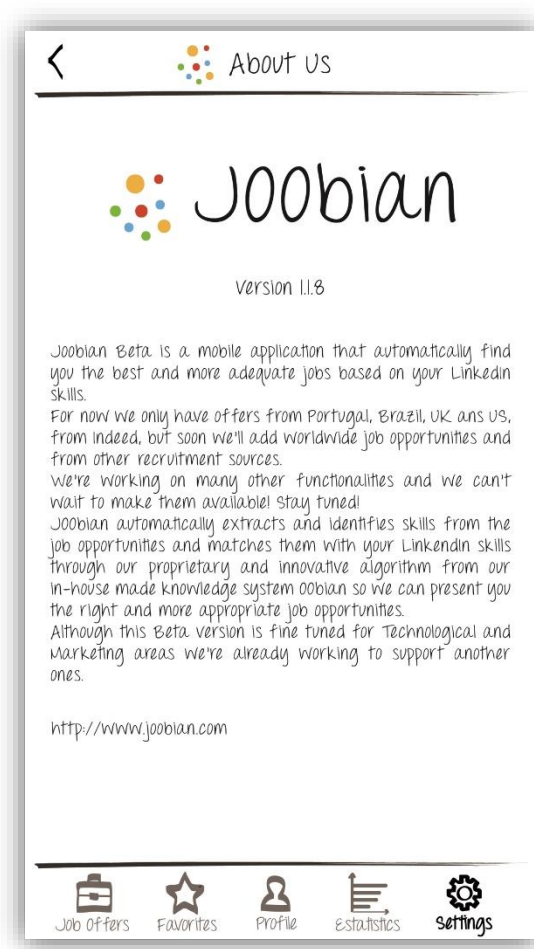 About Us
Joobian
Version 1.1.8
Joobian Beta is a mobile application that automatically find
you the best and more adequate jobs based on your LinkedIn
skills.
For now we only have offers from Portugal, Brazil, UK ans US,
from Indeed, but soon we'll add worldwide job opportunities and
from other recruitment sources.
We're working on many other functionalities and we can't
wait to make them available! Stay tuned!
JOObian automatically extracts and identifies skills from the
job opportunities and matches them with your LinkendIn skills
through our proprietary and innovative algorithm from our
in-house made knowledge system OObian so we can present you
the right and more appropriate job opportunities.
Although this Beta version is fine tuned for Technological and
Marketing areas we're already working to support another
ones.
http://www.joobian.com
Job Offers Favorites Profile Estatistics Settings